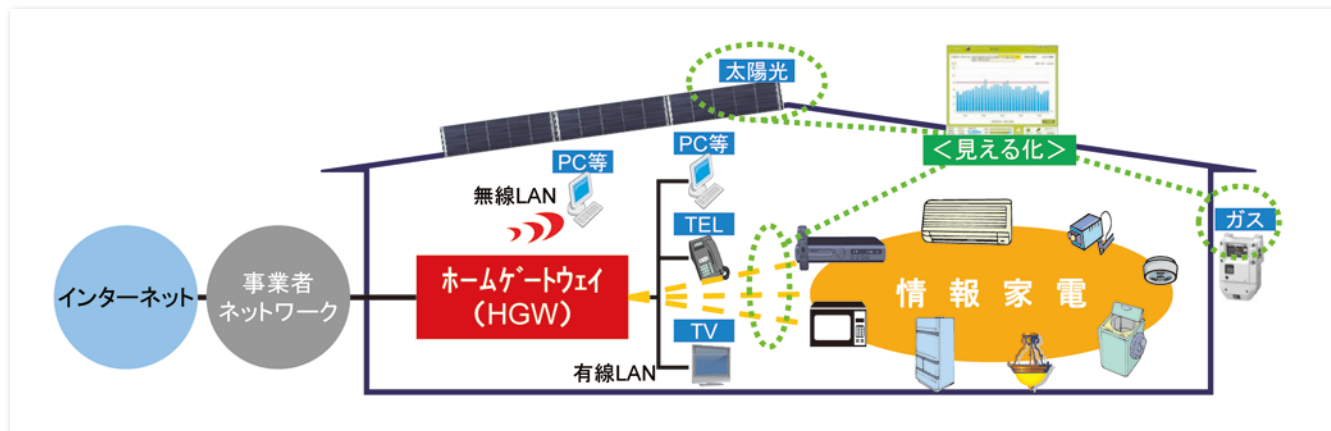 太陽光
PC等
PC等
＜見える化＞
無線LAN
TEL
ガス
インターネット
事業者
ネットワーク
ホームゲートウェイ
（HGW）
情報家電
TV
有線LAN